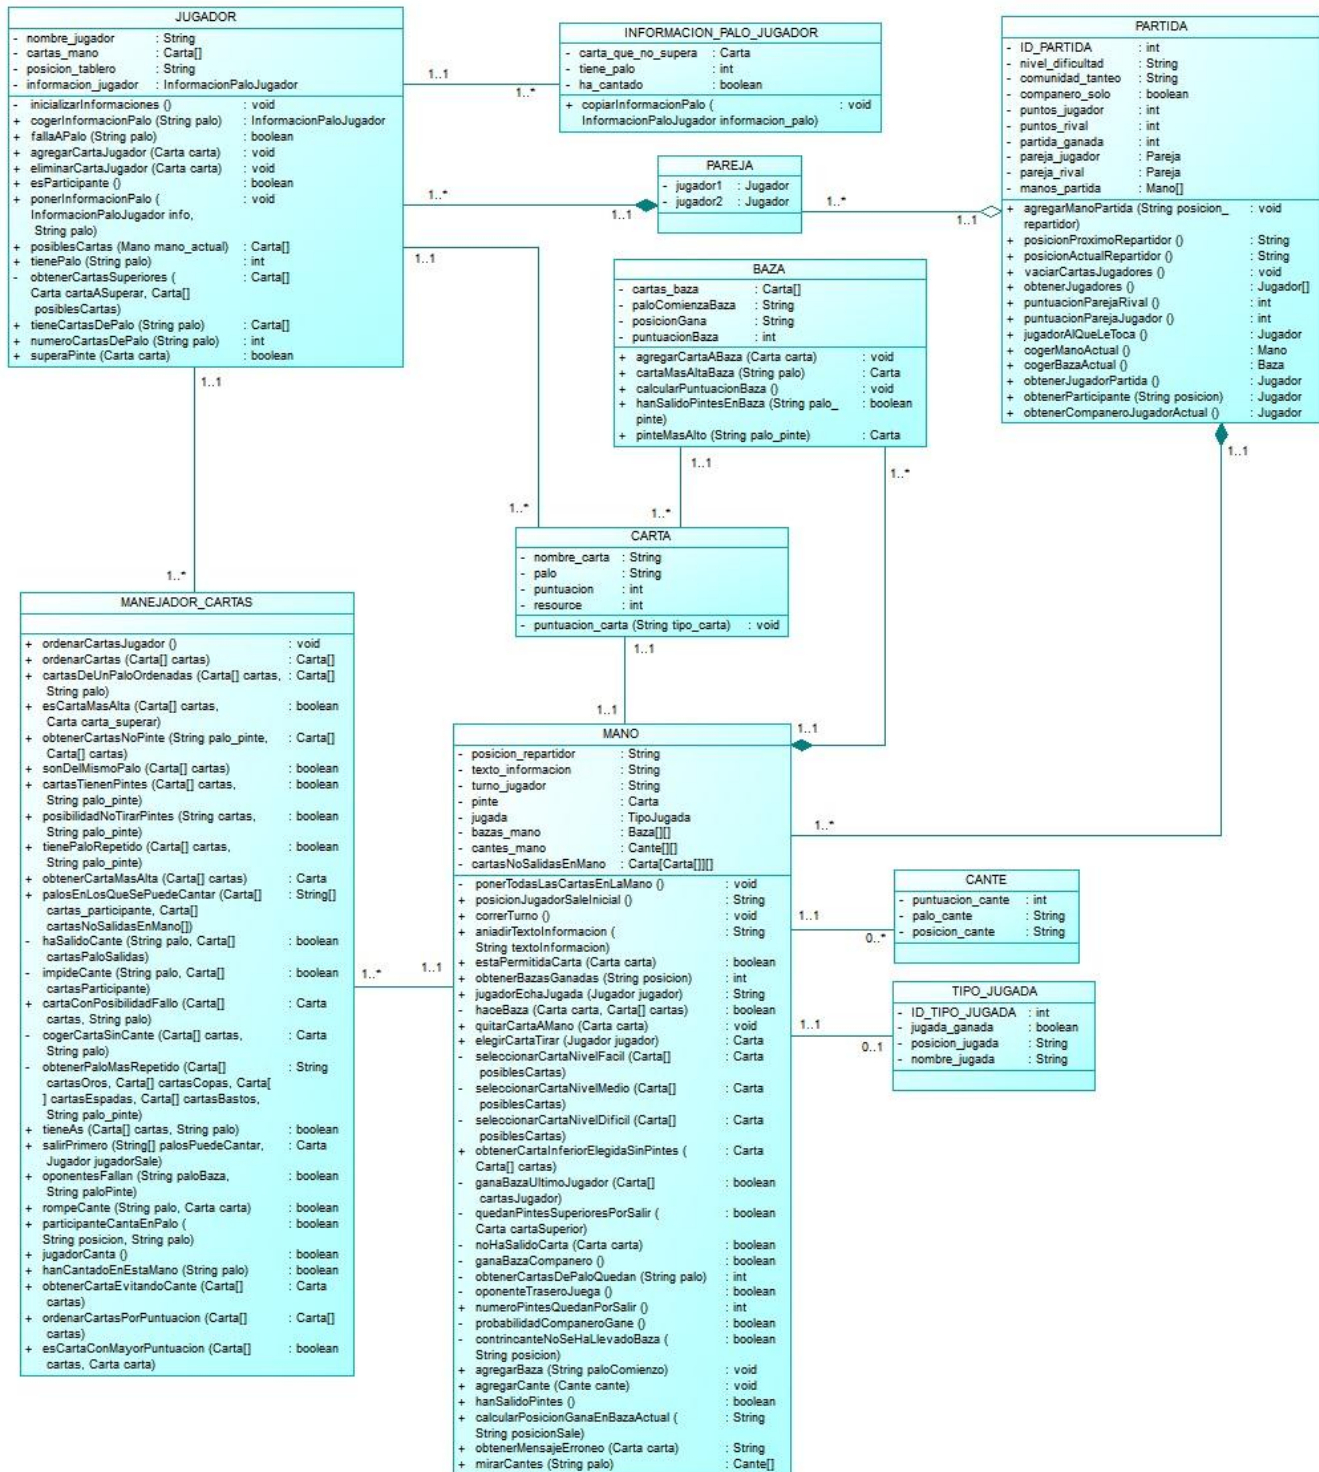 JUGADOR
- nombre_jugador : String
- cartas_mano : Carta[]
- posicion_tablero : String
- informacion_jugador : InformacionPaloJugador
- inicializarInformaciones () : void
+ cogerInformacionPalo (String palo) : InformacionPaloJugador
+ fallaAPalo (String palo) : boolean
+ agregarCartaJugador (Carta carta) : void
+ eliminarCartaJugador (Carta carta) : void
+ esParticipante () : boolean
+ ponerInformacionPalo ( : void
InformacionPaloJugador info,
String palo)
+ posiblesCartas (Mano mano_actual) : Carta[]
+ tienePalo (String palo) : int
- obtenerCartasSuperiores ( : Carta[]
Carta cartaASuperar, Carta[]
posiblesCartas)
+ tieneCartasDePalo (String palo) : Carta[]
+ numeroCartasDePalo (String palo) : int
+ superaPinte (Carta carta) : boolean
1..1
1..*
INFORMACION_PALO_JUGADOR
- carta_que_no_supera : Carta
- tiene_palo : int
- ha_cantado : boolean
+ copiarInformacionPalo ( : void
InformacionPaloJugador informacion_palo)
1..*
1..1
PAREJA
- jugador1 : Jugador
- jugador2 : Jugador
1..*
1..1
PARTIDA
- ID_PARTIDA : int
- nivel_dificultad : String
- comunidad_tanteo : String
- companero_solo : boolean
- puntos_jugador : int
- puntos_rival : int
- partida_ganada : int
- pareja_jugador : Pareja
- pareja_rival : Pareja
- manos_partida : Mano[]
+ agregarManoPartida (String posicion_ : void
repartidor)
+ posicionProximoRepartidor () : String
+ posicionActualRepartidor () : String
+ vaciarCartasJugadores () : void
+ obtenerJugadores () : Jugador[]
+ puntuacionParejaRival () : int
+ puntuacionParejaJugador () : int
+ jugadorAlQueLeToca () : Jugador
+ cogerManoActual () : Mano
+ cogerBazaActual () : Baza
+ obtenerJugadorPartida () : Jugador
+ obtenerParticipante (String posicion) : Jugador
+ obtenerCompaneroJugadorActual () : Jugador
1..1
1..1
BAZA
- cartas_baza : Carta[]
- paloComienzaBaza : String
- posicionGana : String
- puntuacionBaza : int
+ agregarCartaABaza (Carta carta) : void
+ cartaMasAltaBaza (String palo) : Carta
+ calcularPuntuacionBaza () : void
+ hanSalidoPintesEnBaza (String palo_ : boolean
pinte)
+ pinteMasAlto (String palo_pinte) : Carta
1..1
1..*
1..1
1..*
1..*
CARTA
- nombre_carta : String
- palo : String
- puntuacion : int
- resource : int
- puntuacion_carta (String tipo_carta) : void
1..1
1..1
1..*
MANEJADOR_CARTAS
+ ordenarCartasJugador () : void
+ ordenarCartas (Carta[] cartas) : Carta[]
+ cartasDeUnPaloOrdenadas (Carta[] cartas, : Carta[]
String palo)
+ esCartaMasAlta (Carta[] cartas, : boolean
Carta carta_superar)
+ obtenerCartasNoPinte (String palo_pinte, : Carta[]
Carta[] cartas)
+ sonDelMismoPalo (Carta[] cartas) : boolean
+ cartasTienenPintes (Carta[] cartas, : boolean
String palo_pinte)
+ posibilidadNoTirarPintes (String cartas, : boolean
String palo_pinte)
+ tienePaloRepetido (Carta[] cartas, : boolean
String palo_pinte)
+ obtenerCartaMasAlta (Carta[] cartas) : Carta
+ palosEnLosQueSePuedeCantar (Carta[] : String[]
cartas_participante, Carta[]
cartasNoSalidasEnMano[])
- haSalidoCante (String palo, Carta[] : boolean
cartasPaloSalidas)
- impideCante (String palo, Carta[] : boolean
cartasParticipante)
+ cartaConPosibilidadFallo (Carta[] : Carta
cartas, String palo)
- cogerCartaSinCante (Carta[] cartas, : Carta
String palo)
- obtenerPaloMasRepetido (Carta[] : String
cartasOros, Carta[] cartasCopas, Carta[
] cartasEspadas, Carta[] cartasBastos,
String palo_pinte)
+ tieneAs (Carta[] cartas, String palo) : boolean
+ salirPrimero (String[] palosPuedeCantar, : Carta
Jugador jugadorSale)
+ oponentesFallan (String paloBaza, : boolean
String paloPinte)
+ rompeCante (String palo, Carta carta) : boolean
+ participanteCantaEnPalo ( : boolean
String posicion, String palo)
+ jugadorCanta () : boolean
+ hanCantadoEnEstaMano (String palo) : boolean
+ obtenerCartaEvitandoCante (Carta[] : Carta
cartas)
+ ordenarCartasPorPuntuacion (Carta[] : Carta[]
cartas)
+ esCartaConMayorPuntuacion (Carta[] : boolean
cartas, Carta carta)
1..*
1..1
MANO
- posicion_repartidor : String
- texto_informacion : String
- turno_jugador : String
- pinte : Carta
- jugada : TipoJugada
- bazas_mano : Baza[][]
- cantes_mano : Cante[][]
- cartasNoSalidasEnMano : Carta[Carta[]][]
- ponerTodasLasCartasEnLaMano () : void
+ posicionJugadorSaleInicial () : String
+ correrTurno () : void
+ aniadirTextoInformacion ( : String
String textoInformacion)
+ estaPermitidaCarta (Carta carta) : boolean
+ obtenerBazasGanadas (String posicion) : int
+ jugadorEchaJugada (Jugador jugador) : String
- haceBaza (Carta carta, Carta[] cartas) : boolean
+ quitarCartaAMano (Carta carta) : void
+ elegirCartaTirar (Jugador jugador) : Carta
- seleccionarCartaNivelFacil (Carta[] : Carta
posiblesCartas)
- seleccionarCartaNivelMedio (Carta[] : Carta
posiblesCartas)
- seleccionarCartaNivelDificil (Carta[] : Carta
posiblesCartas)
+ obtenerCartaInferiorElegidaSinPintes ( : Carta
Carta[] cartas)
- ganaBazaUltimoJugador (Carta[] : boolean
cartasJugador)
- quedanPintesSuperioresPorSalir ( : boolean
Carta cartaSuperior)
- noHaSalidoCarta (Carta carta) : boolean
- ganaBazaCompanero () : boolean
- obtenerCartasDePaloQuedan (String palo) : int
- oponenteTraseroJuega () : boolean
+ numeroPintesQuedanPorSalir () : int
- probabilidadCompaneroGane () : boolean
- contrincanteNoSeHaLlevadoBaza ( : boolean
String posicion)
+ agregarBaza (String paloComienzo) : void
+ agregarCante (Cante cante) : void
+ hanSalidoPintes () : boolean
+ calcularPosicionGanaEnBazaActual ( : String
String posicionSale)
+ obtenerMensajeErroneo (Carta carta) : String
+ mirarCantes (String palo) : Cante[]
1..1
1..*
1..1
0..*
CANTE
- puntuacion_cante : int
- palo_cante : String
- posicion_cante : String
1..1
0..1
TIPO_JUGADA
- ID_TIPO_JUGADA : int
- jugada_ganada : boolean
- posicion_jugada : String
- nombre_jugada : String